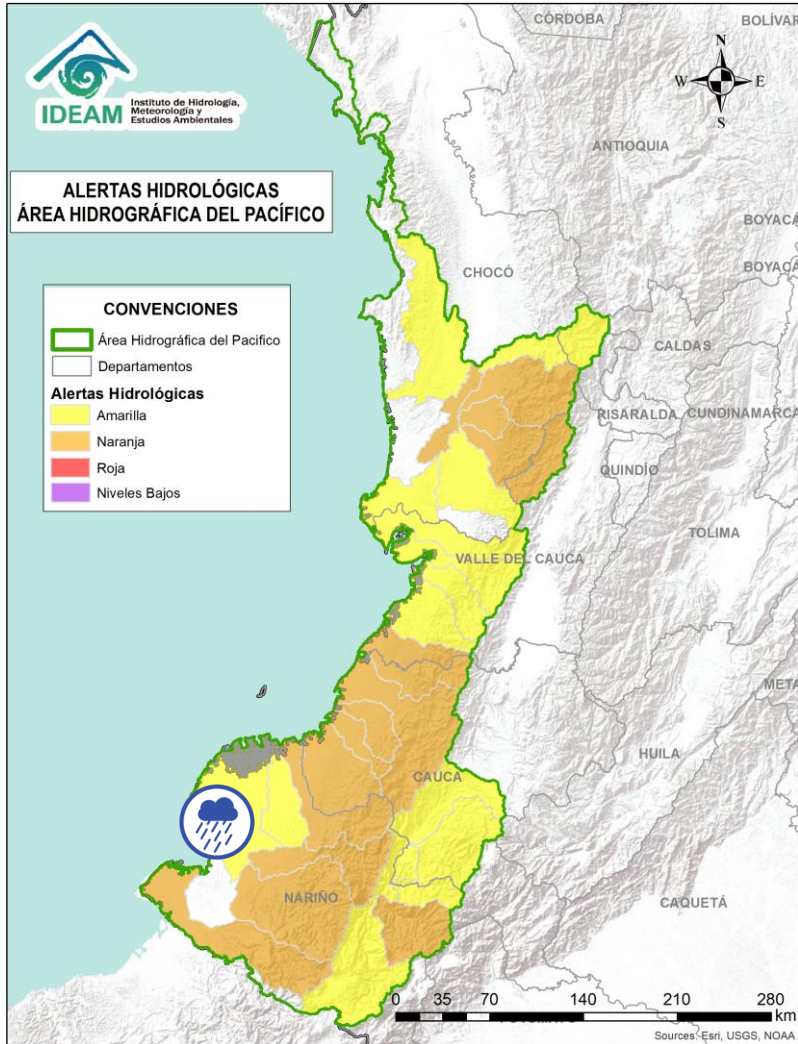 IDEAM
Instituto de Hidrología,
Meteorología y
Estudios Ambientales
ALERTAS HIDROLÓGICAS
ÁREA HIDROGRÁFICA DEL PACÍFICO
CONVENCIONES
Área Hidrográfica del Pacifico
Departamentos
Alertas Hidrológicas
Amarilla
Naranja
Roja
Niveles Bajos
N
W
E
S
CÓRDOBA
BOLÍVAR
ANTIOQUIA
BOYACÁ
BOYACÁ
CHOCÓ
CALDAS
RISARALDA
CUNDINAMARCA
QUINDÍO
TOLIMA
VALLE DEL CAUCA
META
HUILA
CAUCA
NARIÑO
CAQUETÁ
0 35 70 140 210 280
km
Sources: Esri, USGS, NOAA